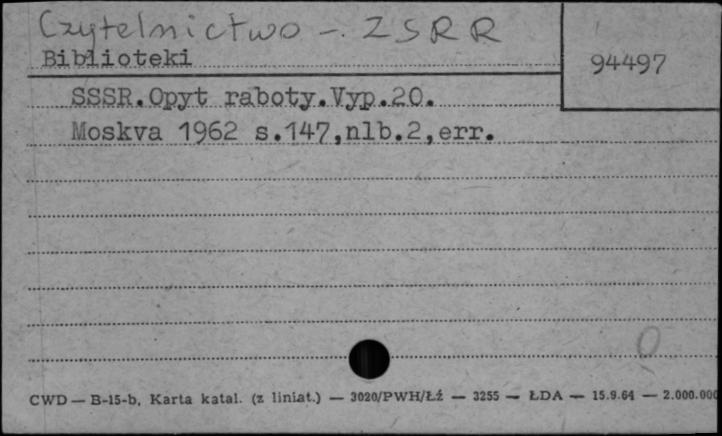 Czytelnictwo - ZSRR
Biblioteki
94497
SSSR.Opyt raboty.Vyp.20.
Moskva 1962 s.147,nlb.2,err.
0
CWD — B-15-b, Karta katal. (z liniat.) — 3020/PWH/Łź — 3255 — ŁDA — 15.9.64 — 2.000.000